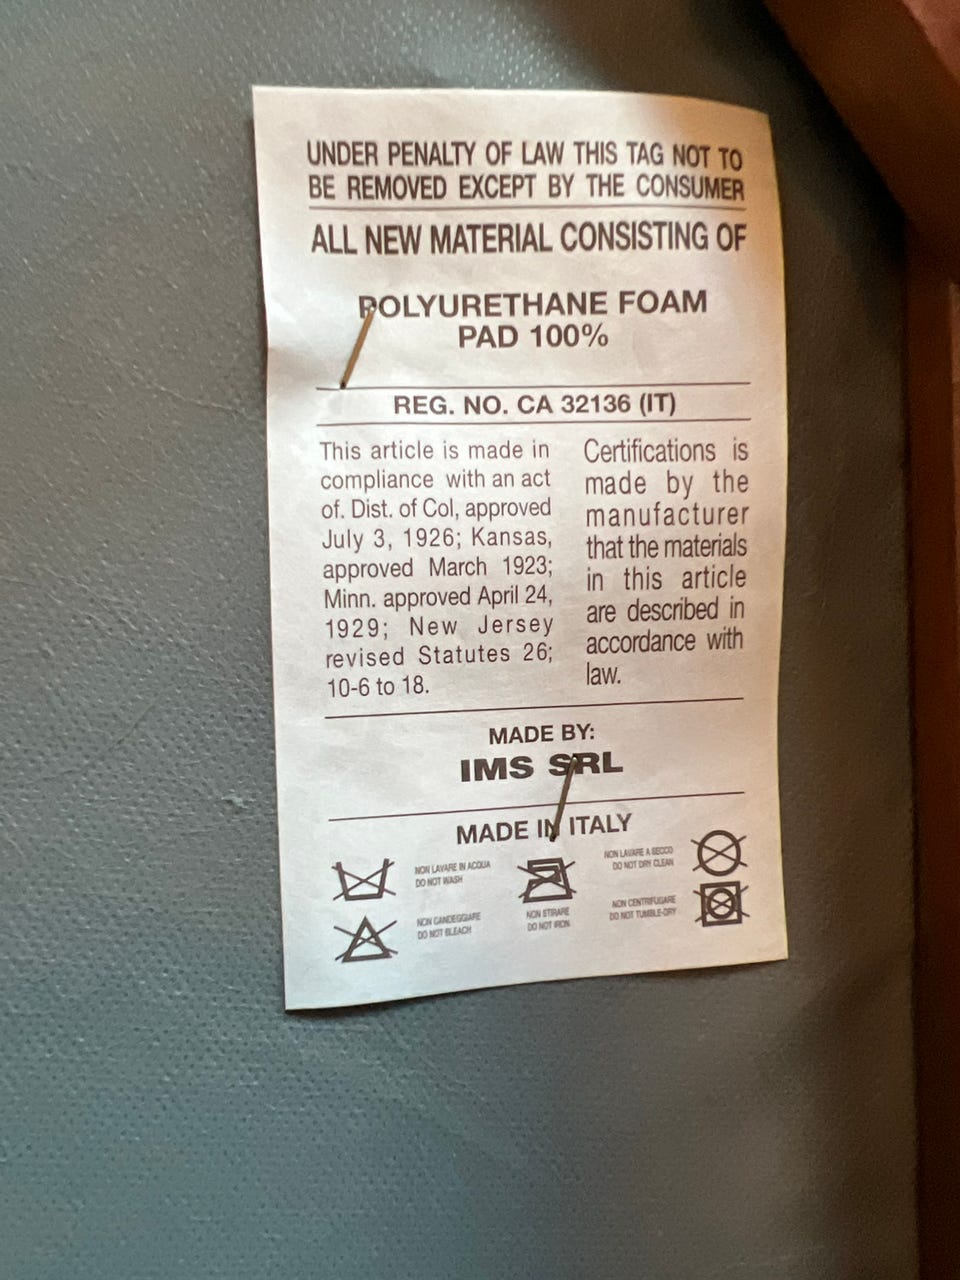 UNDER PENALTY OF LAW THIS TAG NOT TO
BE REMOVED EXCEPT BY THE CONSUMER
ALL NEW MATERIAL CONSISTING OF
POLYURETHANE FOAM
PAD 100%
REG. NO. CA 32136 (IT)
This article is made in
compliance with an act
of. Dist. of Col, approved
July 3, 1926; Kansas,
approved March 1923;
Minn. approved April 24,
1929; New Jersey
revised Statutes 26;
10-6 to 18.
Certifications is
made by the
manufacturer
that the materials
in this article
are described in
accordance with
law.
MADE BY:
IMS SRL
MADE IN ITALY
NON LAVARE IN ACQUA
DO NOT WASH
NON CANDEGGIARE
DO NOT BLEACH
NON STIRARE
DO NOT IRON
NON LAVARE A SECCO
DO NOT DRY CLEAN
NON CENTRIFUGARE
DO NOT TUMBLE-DRY